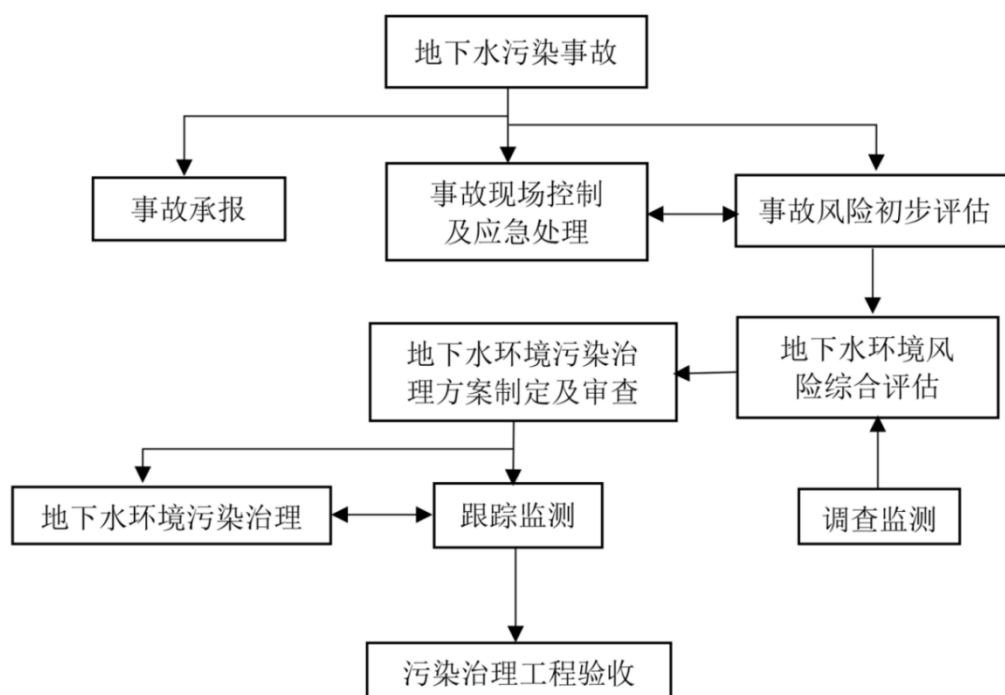 地下水污染事故
事故承报
事故现场控制
及应急处理
事故风险初步评估
地下水环境污染治
理方案制定及审查
地下水环境风
险综合评估
地下水环境污染治理
跟踪监测
调查监测
污染治理工程验收